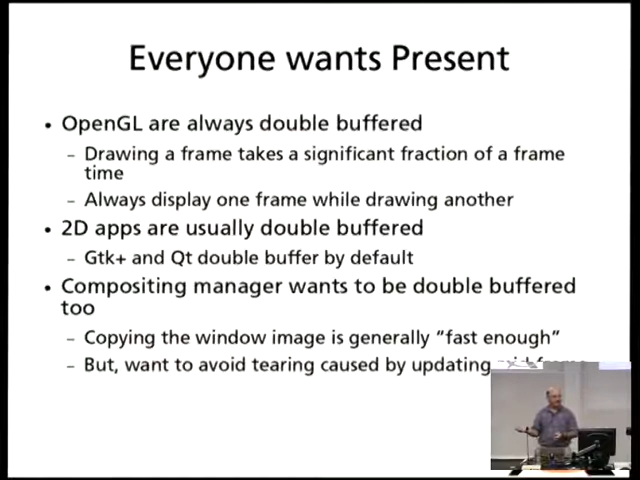 Everyone wants Present
• OpenGL are always double buffered
– Drawing a frame takes a significant fraction of a frame
time
– Always display one frame while drawing another
• 2D apps are usually double buffered
– Gtk+ and Qt double buffer by default
• Compositing manager wants to be double buffered
too
– Copying the window image is generally "fast enough"
– But, want to avoid tearing caused by updating